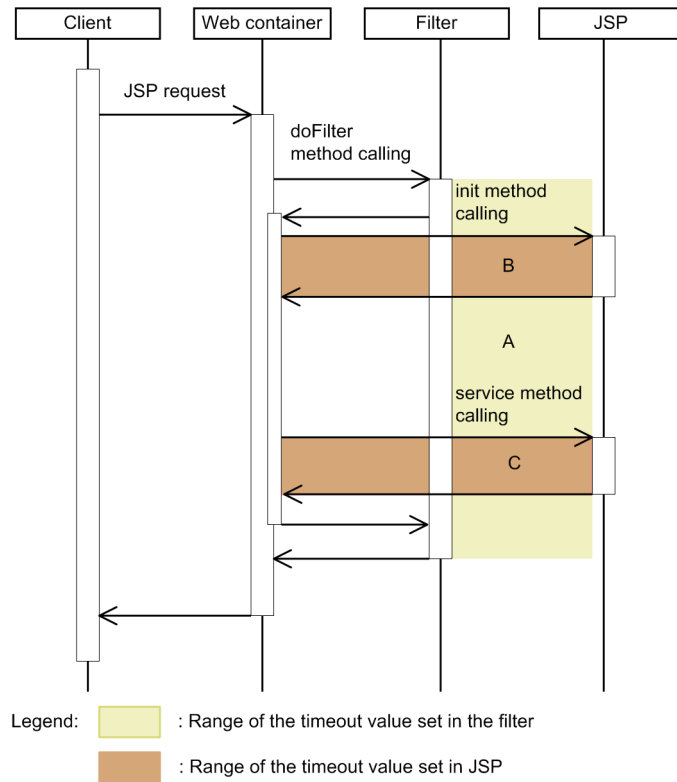 Client
Web container
Filter
JSP
JSP request
doFilter
method calling
init method
calling
B
A
service method
calling
C
Legend:
: Range of the timeout value set in the filter
: Range of the timeout value set in JSP